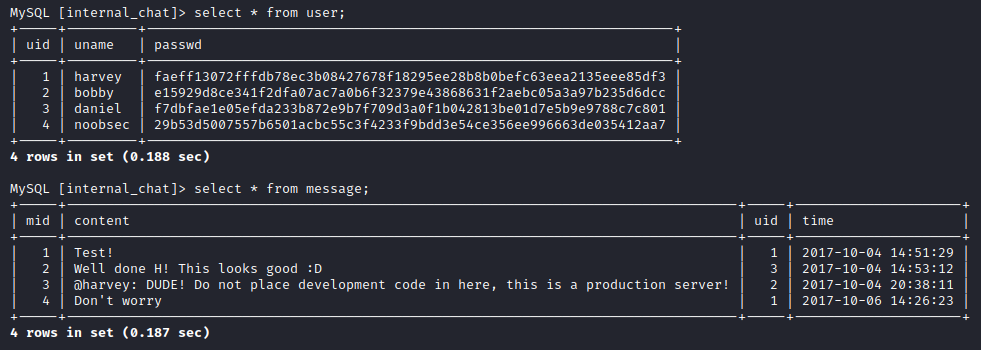 MySQL [internal_chat]> select * from user;
| uid | uname | passwd |
| 1 | harvey | faeff13072fffdb78ec3b08427678f18295ee28b8b0befc63eea2135eee85df3 |
| 2 | bobby | e15929d8ce341f2dfa07ac7a0b6f32379e43868631f2aebc05a3a97b235d6dcc |
| 3 | daniel | f7dbfae1e05efda233b872e9b7f709d3a0f1b042813be01d7e5b9e9788c7c801 |
| 4 | noobsec | 29b53d5007557b6501acbc55c3f4233f9bdd3e54ce356ee996663de035412aa7 |
4 rows in set (0.188 sec)
MySQL [internal_chat]> select * from message;
| mid | content | uid | time |
| 1 | Test! | 1 | 2017-10-04 14:51:29 |
| 2 | Well done H! This looks good :D | 3 | 2017-10-04 14:53:12 |
| 3 | @harvey: DUDE! Do not place development code in here, this is a production server! | 2 | 2017-10-04 20:38:11 |
| 4 | Don't worry | 1 | 2017-10-06 14:26:23 |
4 rows in set (0.187 sec)